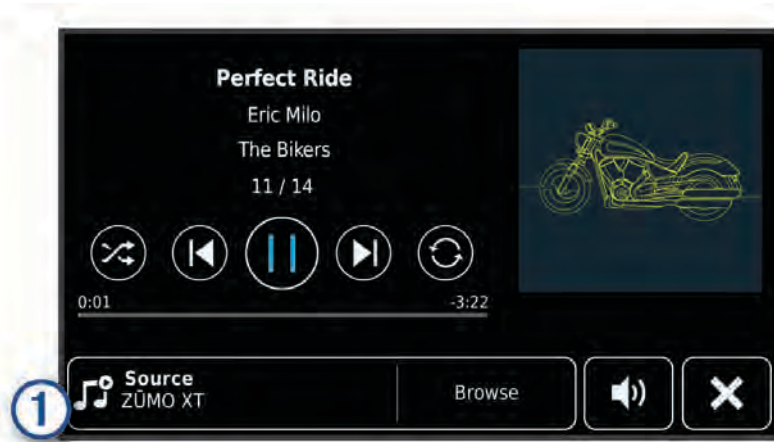 Perfect Ride
Eric Milo
The Bikers
11 / 14
0:01
-3:22
Source
ZŪMO XT
Browse
1